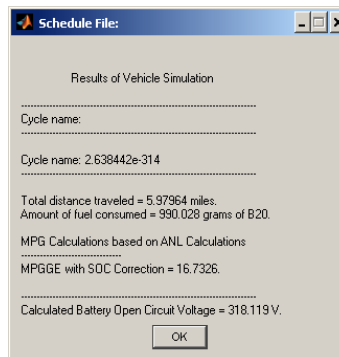 Schedule File:
Results of Vehicle Simulation
--------------------------------------------------------------------------------
Cycle name:
--------------------------------------------------------------------------------
Cycle name: 2.638442e-314
--------------------------------------------------------------------------------
Total distance traveled = 5.97964 miles.
Amount of fuel consumed = 990.028 grams of B20.
MPG Calculations based on ANL Calculations
----------------------------------
MPGGE with SOC Correction = 16.7326.
--------------------------------------------------------------------------------
Calculated Battery Open Circuit Voltage = 318.119 V.
OK